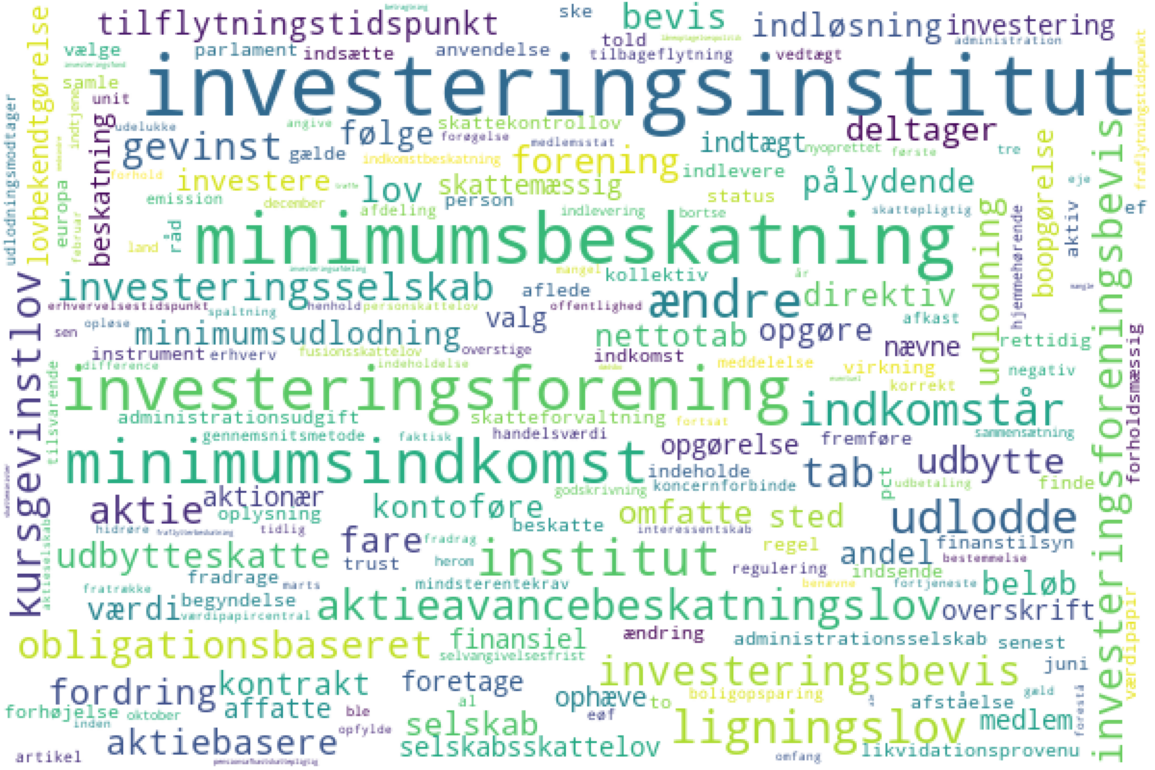 tilflytningstidspunkt
ske
bevis
indløsning
investering
told
administration
vælge
parlament
indsætte
anvendelse
tilbageflytning
vedtægt
lovbekendtgørelse
samle
investeringsinstitut
unit
udelukke
angive
følge
skattekontrollov
forøgelse
medlemsstat
deltager
fraflytningstidspunkt
udlodningsmodtager
indtjene
beskatning
gevinst
gælde
indkomstbeskatning
forening
indtægt
nyoprettet
første
tre
forhold
investere
lov
skattemæssig
indlevere
pålydende
boopgørelse
eje
europa
emission
december
person
status
ef
februar
land
råd
afdeling
indlevering
bortse
skattepligtig
aktiv
minimumsbeskatning
udlodning
hjemmehørende
investeringsforeningsbevis
investeringsselskab
mangel
kollektiv
år
aflede
ændre
direktiv
erhvervelsestidspunkt
spaltning
henhold
personskattelov
offentlighed
afkast
kursgevinstlov
sen
opløse
minimumsudlodning
valg
nettotab
opgøre
nævne
rettidig
instrument
erhverv
fusionsskattelov
overstige
indkomst
meddelelse
virkning
negativ
difference
indeholdelse
korrekt
forholdsmæssig
tilsvarende
investeringsforening
indkomstår
administrationsudgift
skatteforvaltning
fortsat
gennemsnitsmetode
faktisk
handelsværdi
opgørelse
fremføre
sammensætning
minimumsindkomst
indeholde
tab
udbytte
koncernforbinde
godskrivning
pct
udbetaling
finde
aktie
aktionær
oplysning
kontoføre
omfatte
sted
udlodde
hidrøre
fraflytterbeskatning
tidlig
beskatte
interessentskab
aktieselskab
udbytteskatte
fare
fradrag
institut
regel
andel
finanstilsyn
trust
herom
bestemmelse
fratrække
fradrage
marts
mindsterentekrav
regulering
indsende
benævne
fortjeneste
beløb
værdi
begyndelse
værdipapircentral
aktieavancebeskatningslov
overskrift
værdipapir
obligationsbaseret
finansiel
ændring
administrationsselskab
senest
selvangivelsesfrist
investeringsbevis
juni
fordring
kontrakt
foretage
ophæve
to
boligopsparing
afståelse
gæld
forestå
forhøjelse
oktober
affatte
ble
al
eøf
selskab
ligningslov
medlem
inden
opfylde
aktiebasere
selskabsskattelov
artikel
omfang
likvidationsprovenu